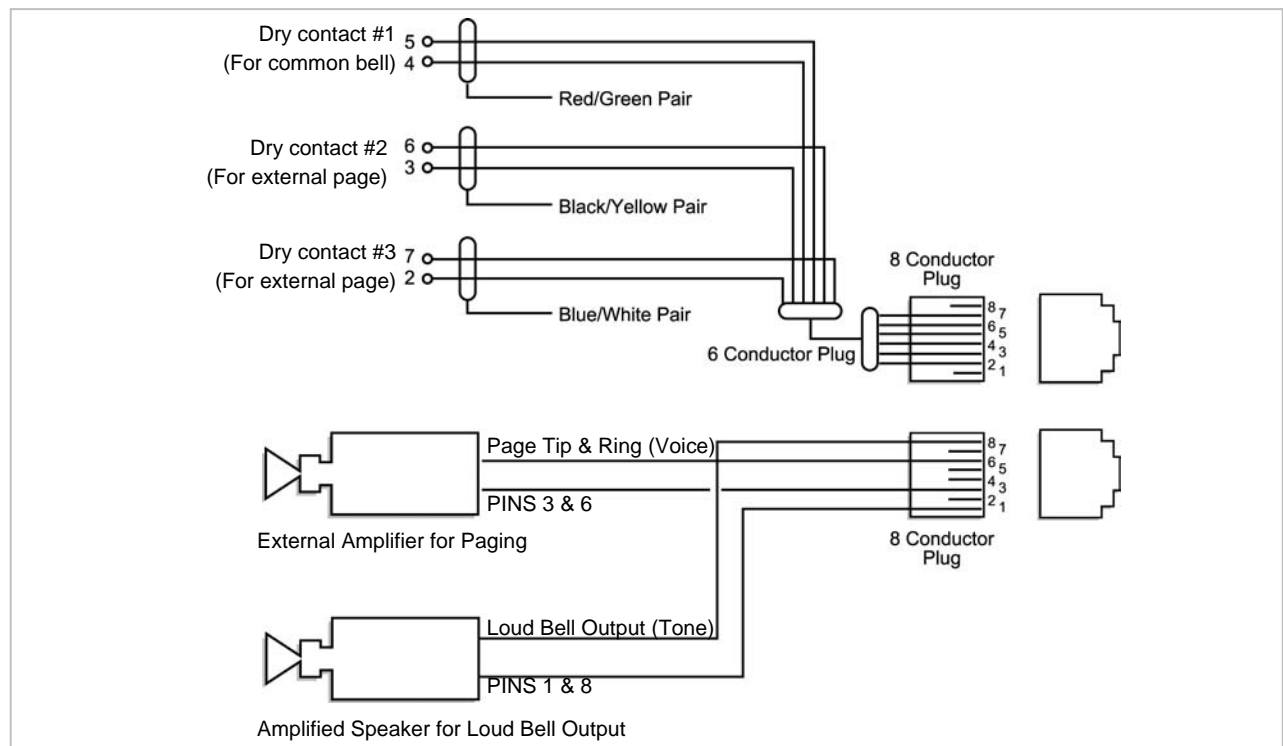 Dry contact #1
(For common bell)
5
4
Red/Green Pair
Dry contact #2
(For external page)
6
3
Black/Yellow Pair
Dry contact #3
(For external page)
7
2
Blue/White Pair
6 Conductor Plug
8 Conductor
Plug
8
7
6
5
4
3
2
1
Page Tip & Ring (Voice)
PINS 3 & 6
External Amplifier for Paging
8
7
6
5
4
3
2
1
8 Conductor
Plug
Loud Bell Output (Tone)
PINS 1 & 8
Amplified Speaker for Loud Bell Output